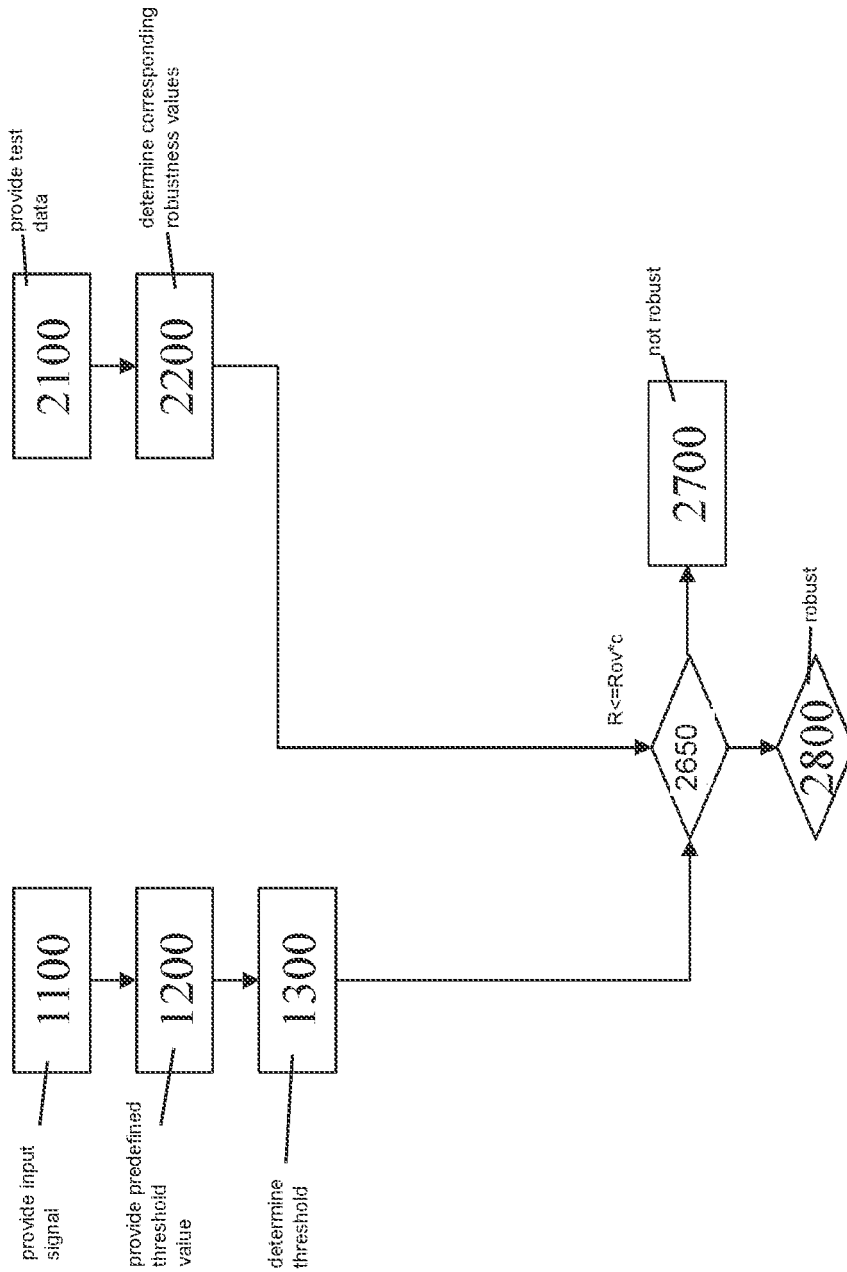 provide input
signal
1100
provide predefined
threshold
value
1200
determine
threshold
1300
2100
provide test
data
2200
determine corresponding
robustness values
R<=Rov*c
2650
2700
not robust
2800
robust